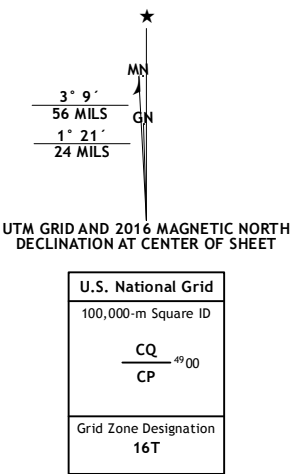 ★
MN
3° 9´
56 MILS
GN
1° 21´
24 MILS
UTM GRID AND 2016 MAGNETIC NORTH
DECLINATION AT CENTER OF SHEET
U.S. National Grid
100,000-m Square ID
CQ
4900
CP
Grid Zone Designation
16T